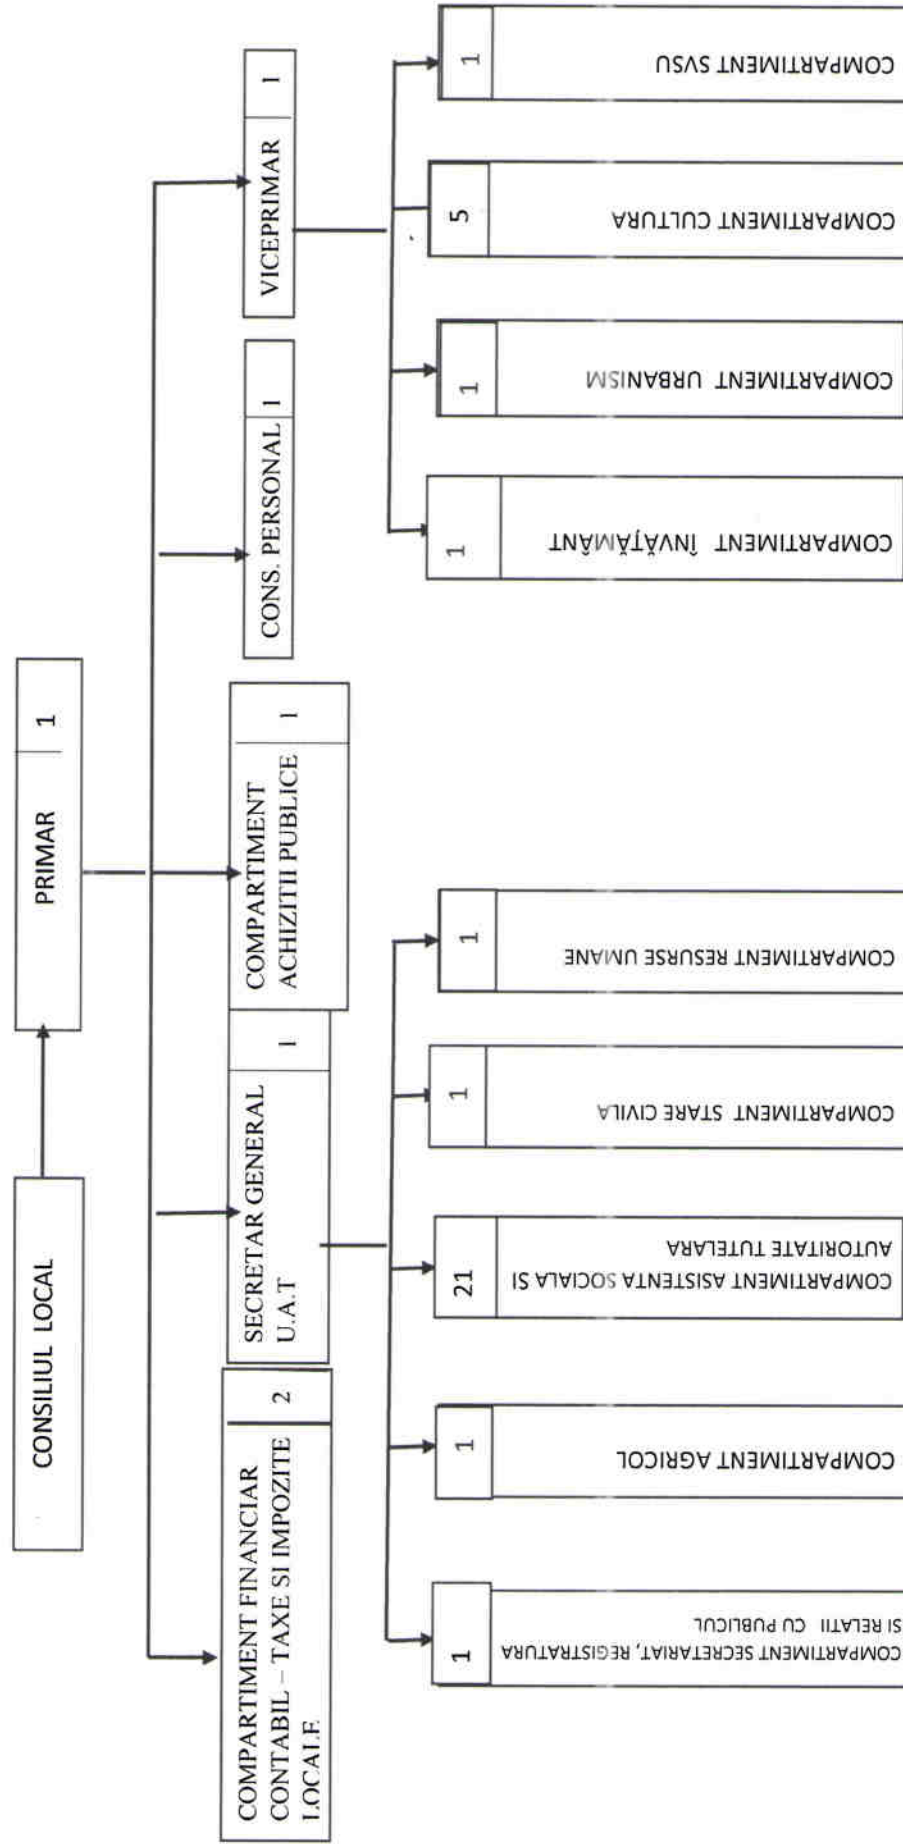 CONSILIUL LOCAL
PRIMAR 1
COMPARTIMENT FINANCIAR
CONTABIL – TAXE SI IMPOZITE
LOCALE
2
SECRETAR GENERAL
U.A.T
1
COMPARTIMENT
ACHIZITII PUBLICE
1
CONS. PERSONAL 1
VICEPRIMAR 1
1
COMPARTIMENT SECRETARIAT, REGISTRATURA
SI RELATII CU PUBLICUL
1
COMPARTIMENT AGRICOL
21
COMPARTIMENT ASISTENTA SOCIALA SI
AUTORITATE TUTELARA
1
COMPARTIMENT STARE CIVILA
1
COMPARTIMENT RESURSE UMANE
1
COMPARTIMENT ÎNVĂȚĂMÂNT
1
COMPARTIMENT URBANISM
5
COMPARTIMENT CULTURA
1
COMPARTIMENT SVSU